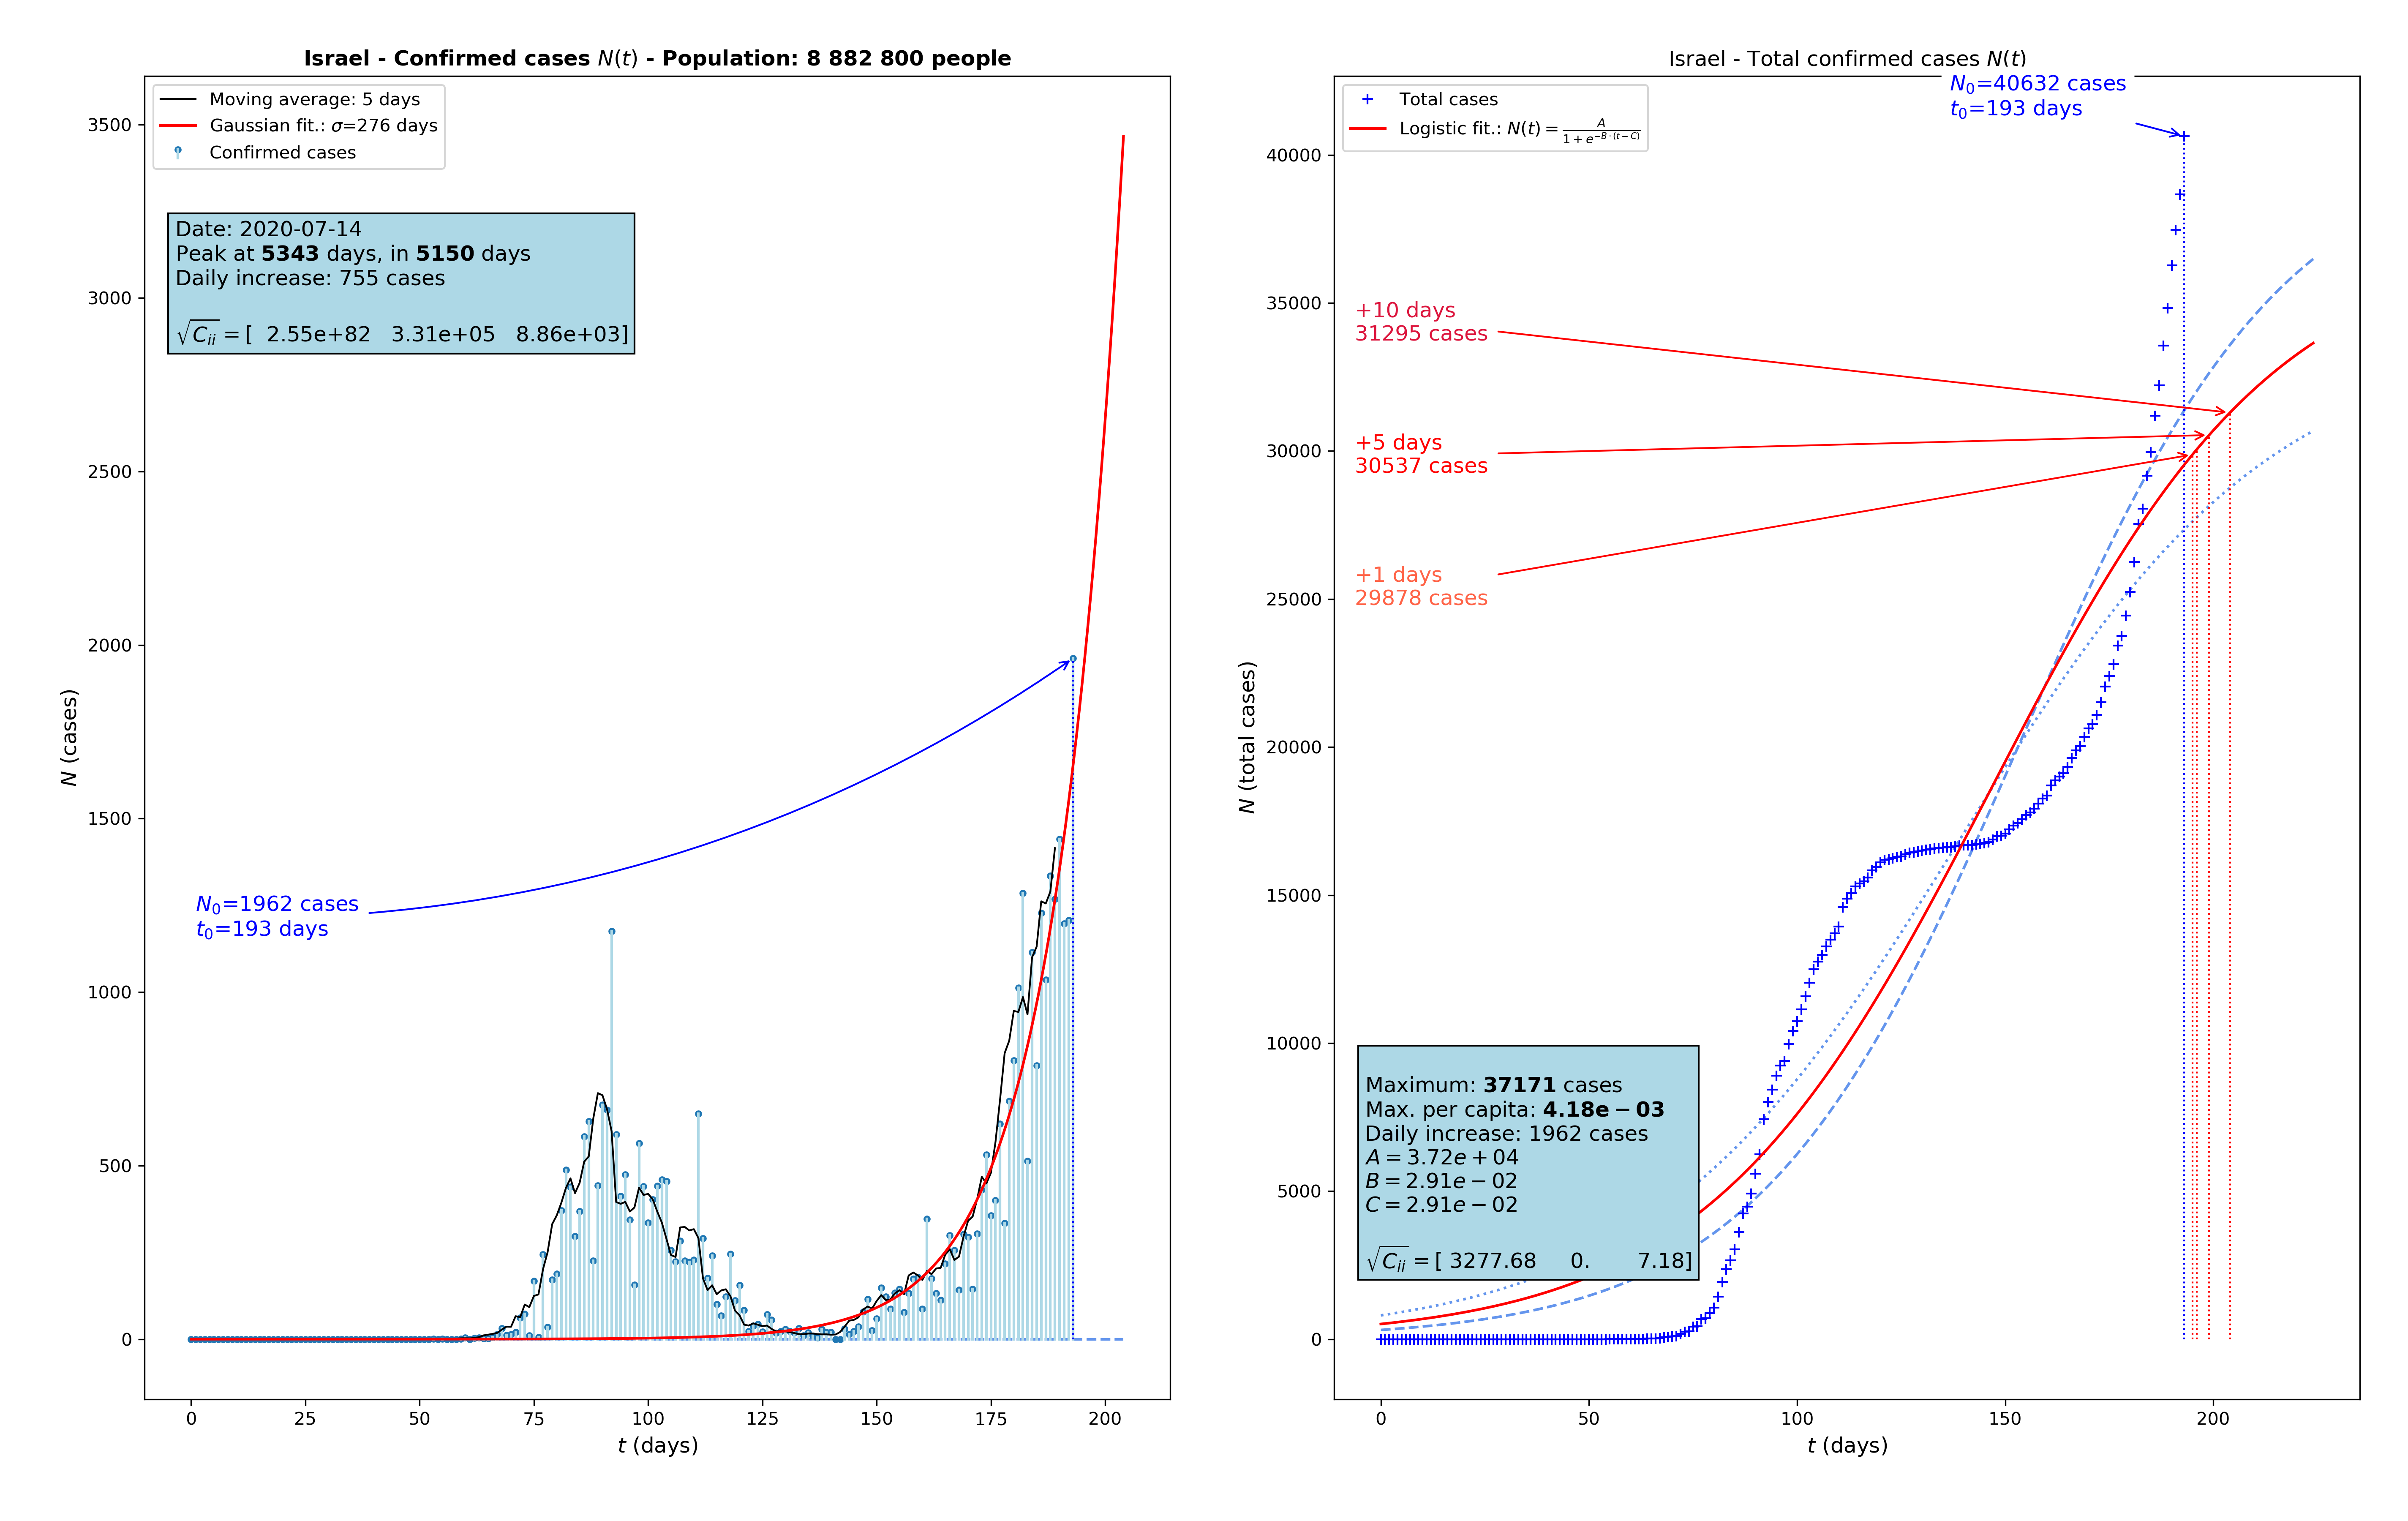 Israel - Confirmed cases N(t) - Population: 8 882 800 people
Moving average: 5 days
Gaussian fit.: σ=276 days
Confirmed cases
Date: 2020-07-14
Peak at 5343 days, in 5150 days
Daily increase: 755 cases
√C_ii = [ 2.55e+82 3.31e+05 8.86e+03]
N_0=1962 cases
t_0=193 days
3500
3000
2500
2000
1500
1000
500
0
N (cases)
0 25 50 75 100 125 150 175 200
t (days)
Israel - Total confirmed cases N(t)
N_0=40632 cases
t_0=193 days
Total cases
Logistic fit.: N(t) = A / (1 + e^{-B·(t-C)})
+10 days
31295 cases
+5 days
30537 cases
+1 days
29878 cases
Maximum: 37171 cases
Max. per capita: 4.18e − 03
Daily increase: 1962 cases
A = 3.72e + 04
B = 2.91e − 02
C = 2.91e − 02
√C_ii = [ 3277.68 0. 7.18]
40000
35000
30000
25000
20000
15000
10000
5000
0
N (total cases)
0 50 100 150 200
t (days)